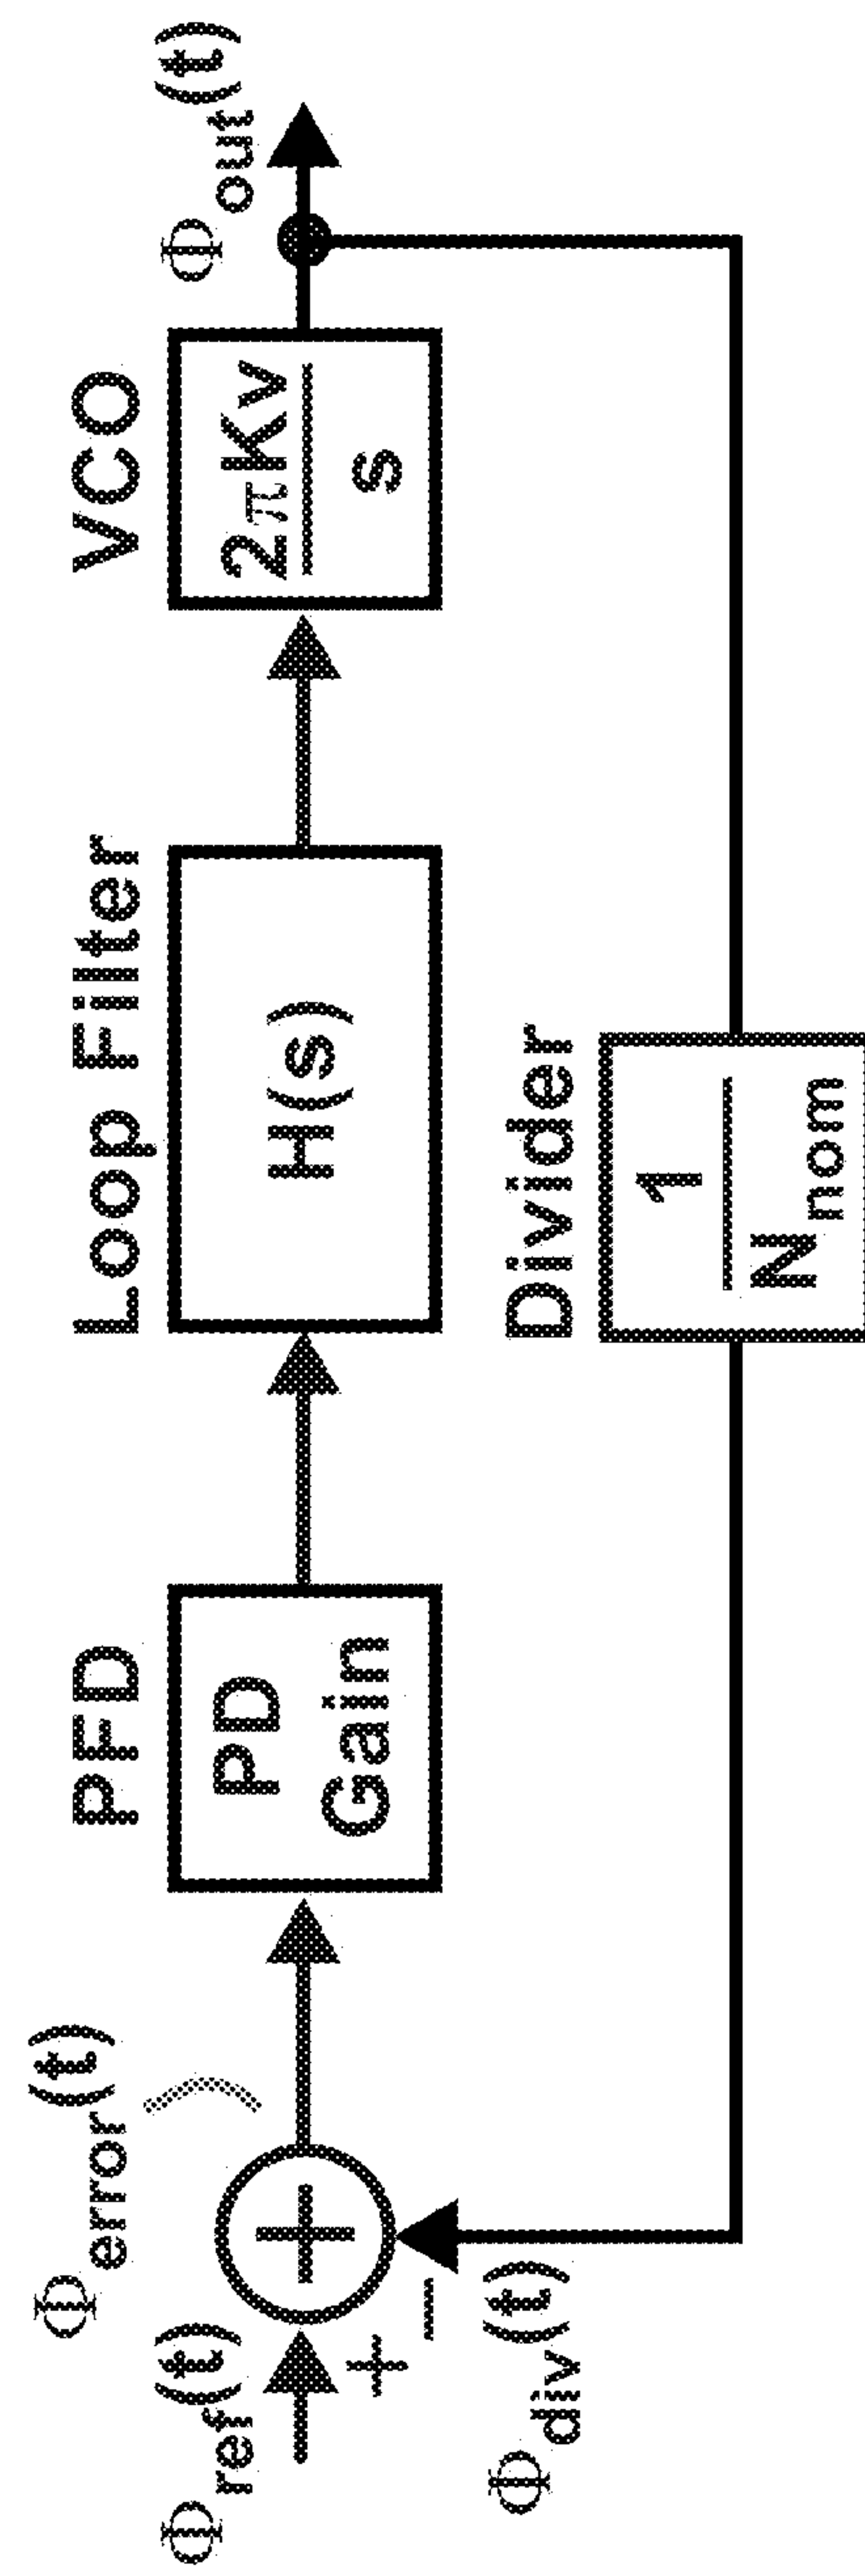 Φref(t)
+
−
Φdiv(t)
Φerror(t)
+
PFD
PD
Gain
Loop Filter
H(s)
Divider
1
Nnom
VCO
2πKv
s
Φout(t)